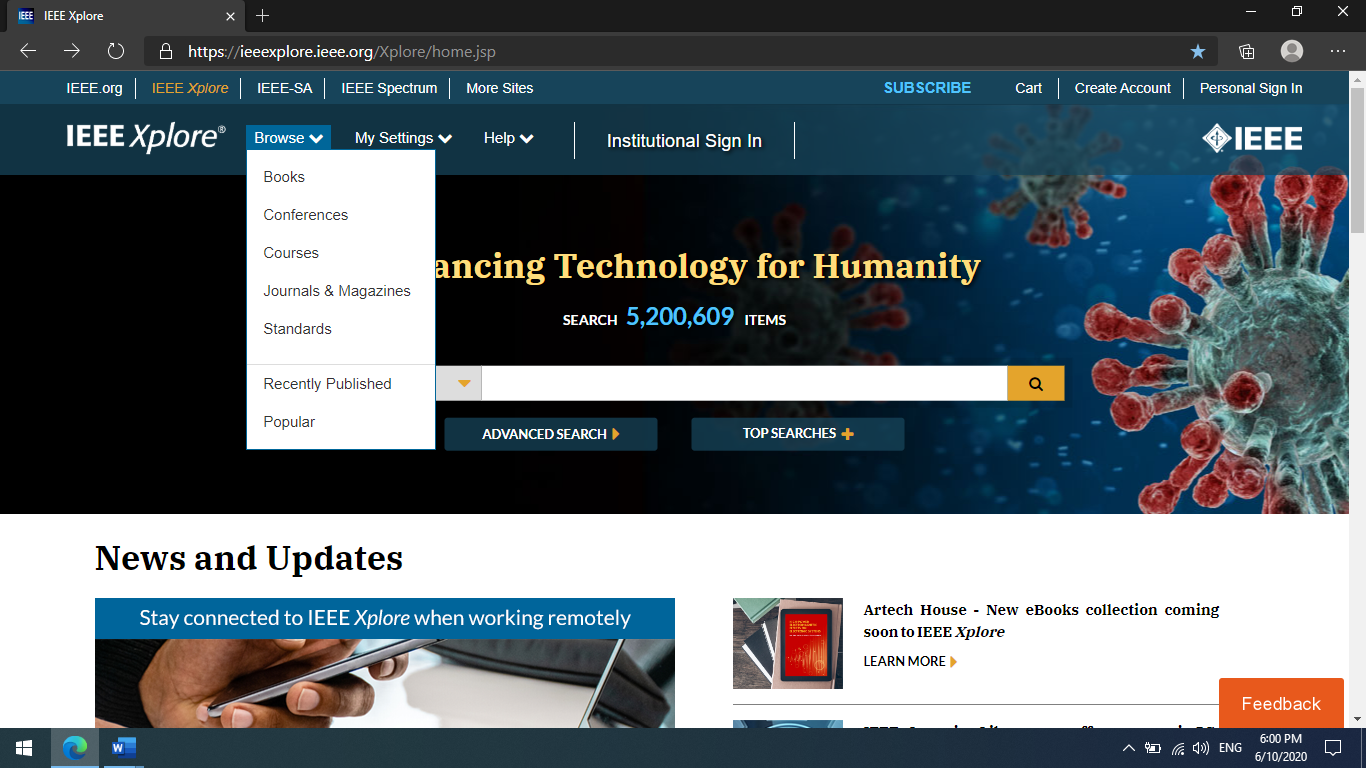 IEEE Xplore
https://ieeexplore.ieee.org/Xplore/home.jsp
IEEE.org IEEE Xplore IEEE-SA IEEE Spectrum More Sites SUBSCRIBE Cart Create Account Personal Sign In
IEEE Xplore® Browse My Settings Help Institutional Sign In IEEE
Books
Conferences
Courses
Journals & Magazines
Standards
Recently Published
Popular
ancing Technology for Humanity
SEARCH 5,200,609 ITEMS
ADVANCED SEARCH TOP SEARCHES
News and Updates
Stay connected to IEEE Xplore when working remotely
Artech House - New eBooks collection coming
soon to IEEE Xplore
LEARN MORE
Feedback
ENG
6:00 PM
6/10/2020